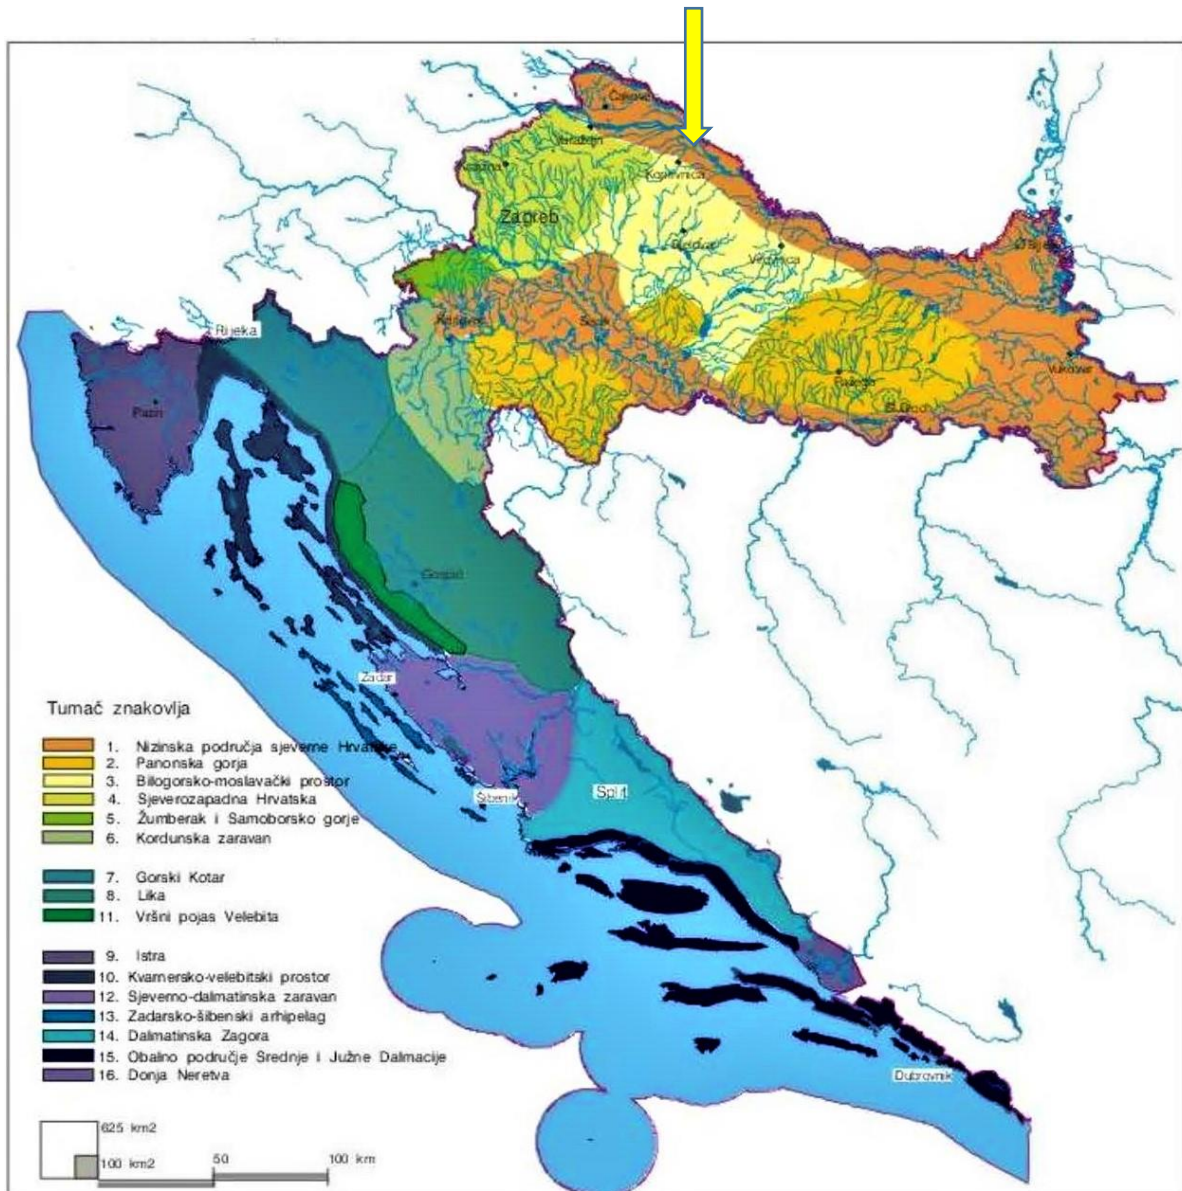 Čakovec
Varaždin
Krapina
Koprivnica
Zagreb
Bjelovar
Virovitica
Osijek
Rijeka
Karlovac
Sisak
Vukovar
Pazin
Požega
Sl.Brod
Gospić
Zadar
Šibenik
Split
Dubrovnik
Tumač znakovlja
1. Nizinska područja sjeverne Hrvatske
2. Panonska gorja
3. Bilogorsko-moslavački prostor
4. Sjeverozapadna Hrvatska
5. Žumberak i Samoborsko gorje
6. Kordunska zaravan
7. Gorski Kotar
8. Lika
11. Vršni pojas Velebita
9. Istra
10. Kvarnersko-velebitski prostor
12. Sjeverno-dalmatinska zaravan
13. Zadarsko-šibenski arhipelag
14. Dalmatinska Zagora
15. Obalno područje Srednje i Južne Dalmacije
16. Donja Neretva
625 km2
100 km2
50
100 km